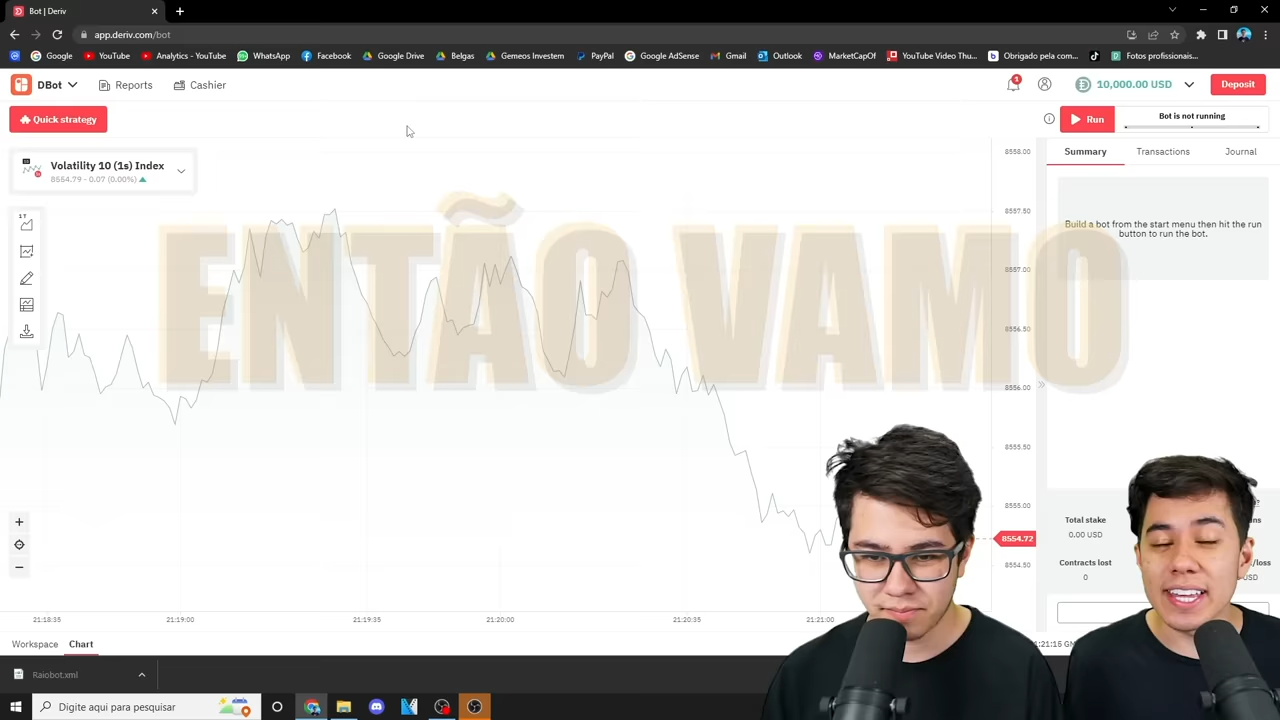 Bot | Deriv
app.deriv.com/bot
Google
YouTube
Analytics - YouTube
WhatsApp
Facebook
Google Drive
Belgas
Gemeos Investem
PayPal
Google AdSense
Gmail
Outlook
MarketCapOf
YouTube Video Thu...
Obrigado pela com...
Fotos profissionais...
DBot
Reports
Cashier
1
10,000.00 USD
Deposit
Quick strategy
Run
Bot is not running
Volatility 10 (1s) Index
8554.79 - 0.07 (0.00%)
Summary
Transactions
Journal
Build a bot from the start menu then hit the run
button to run the bot.
1T
ENTÃO VAMO
8558.00
8557.50
8557.00
8556.50
8556.00
8555.50
8555.00
8554.72
8554.50
Total stake
0.00 USD
Contracts lost
0
/loss
USD
21:18:35
21:19:00
21:19:35
21:20:00
21:20:35
21:21:00
Workspace
Chart
Raiobot.xml
Digite aqui para pesquisar